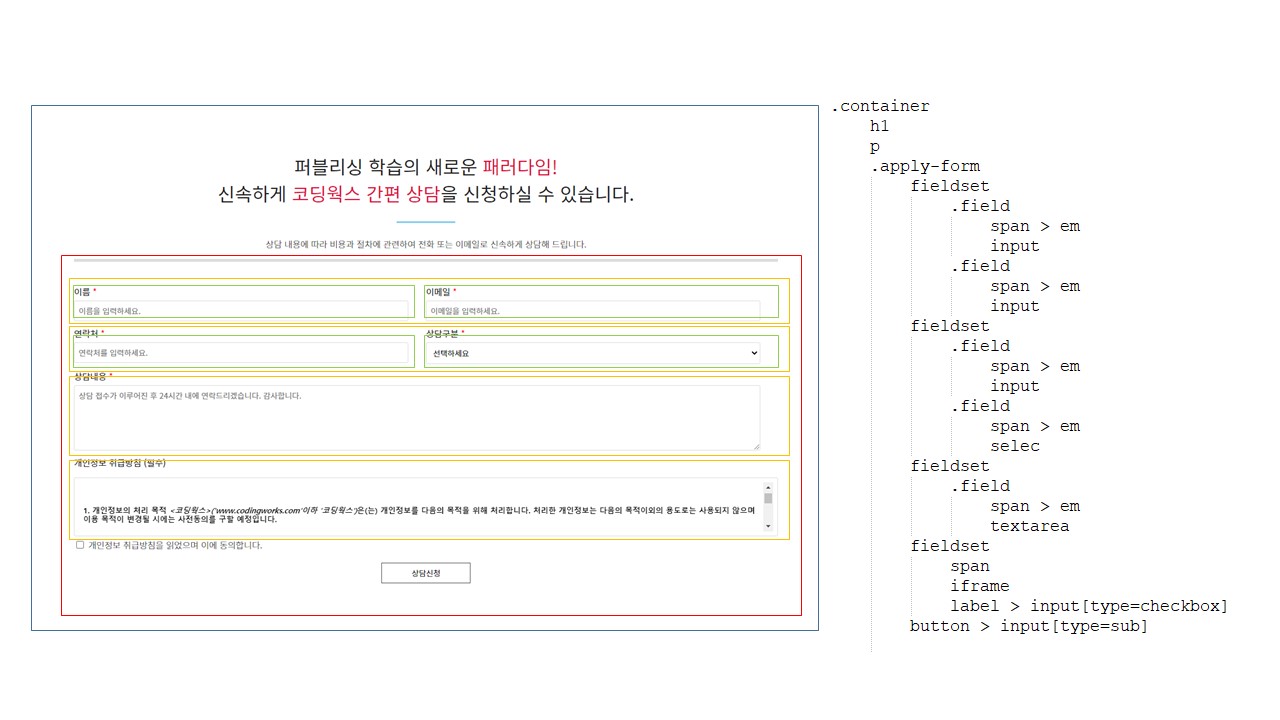 퍼블리싱 학습의 새로운 패러다임!
신속하게 코딩웍스 간편 상담을 신청하실 수 있습니다.
상담 내용에 따라 비용과 절차에 관련하여 전화 또는 이메일로 신속하게 상담해 드립니다.
이름 *
이름을 입력하세요.
이메일 *
이메일을 입력하세요.
연락처 *
연락처를 입력하세요.
상담구분 *
선택하세요
상담내용 *
상담 접수가 이루어진 후 24시간 내에 연락드리겠습니다. 감사합니다.
개인정보 취급방침 (필수)
1. 개인정보의 처리 목적 <코딩웍스>('www.codingworks.com'이하 '코딩웍스')은(는) 개인정보를 다음의 목적을 위해 처리합니다. 처리한 개인정보는 다음의 목적이외의 용도로는 사용되지 않으며
이용 목적이 변경될 시에는 사전동의를 구할 예정입니다.
개인정보 취급방침을 읽었으며 이에 동의합니다.
상담신청
.container
h1
p
.apply-form
fieldset
.field
span > em
input
.field
span > em
input
fieldset
.field
span > em
input
.field
span > em
selec
fieldset
.field
span > em
textarea
fieldset
span
iframe
label > input[type=checkbox]
button > input[type=sub]